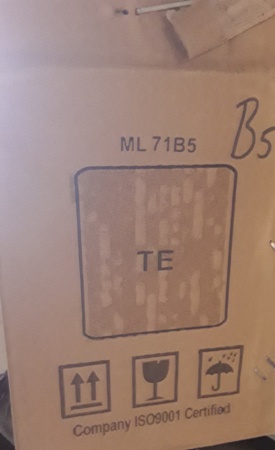 ML 71B5
B5
TE
Company ISO9001 Certified